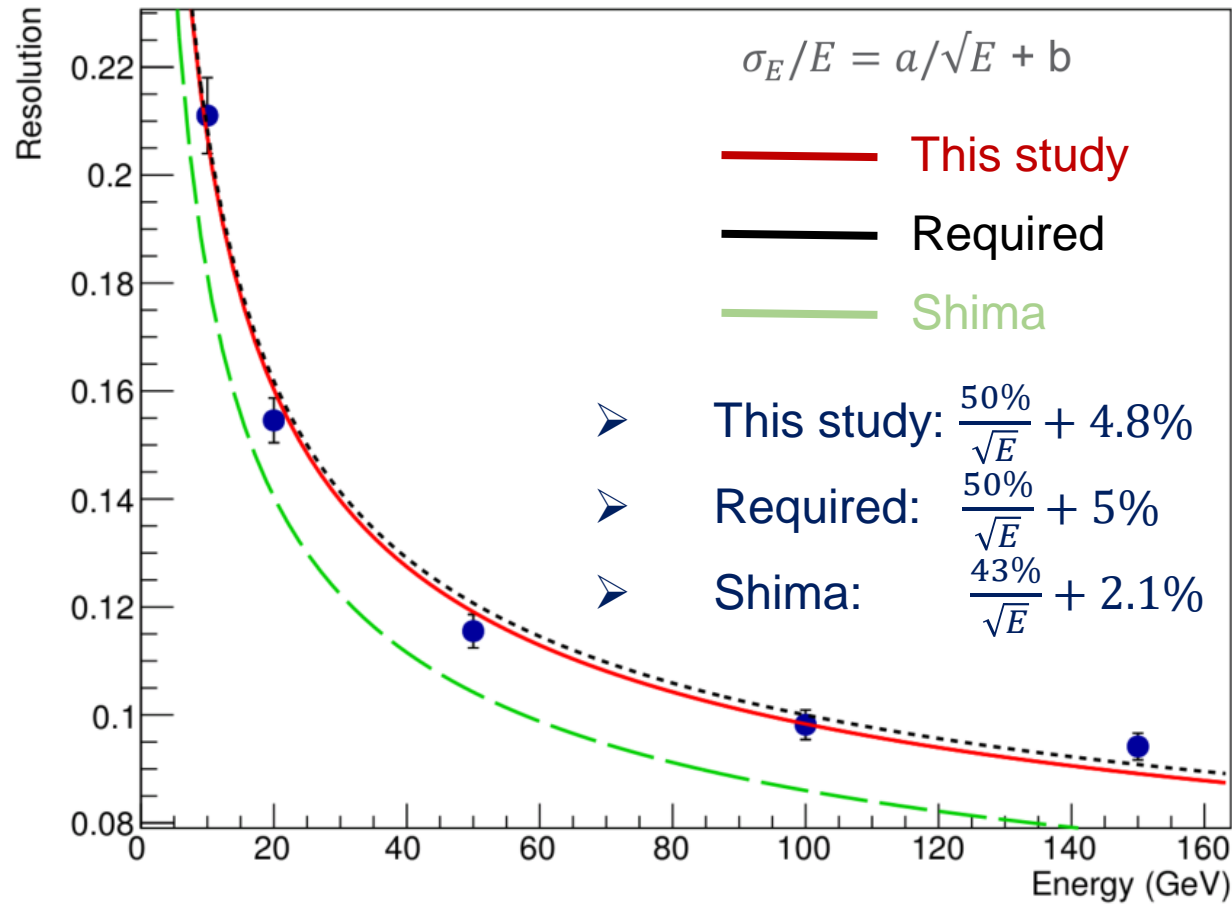 σ_E/E = a/√E + b
This study
Required
Shima
➢ This study: 50%/√E + 4.8%
➢ Required: 50%/√E + 5%
➢ Shima: 43%/√E + 2.1%
Resolution
0.22
0.2
0.18
0.16
0.14
0.12
0.1
0.08
0 20 40 60 80 100 120 140 160
Energy (GeV)